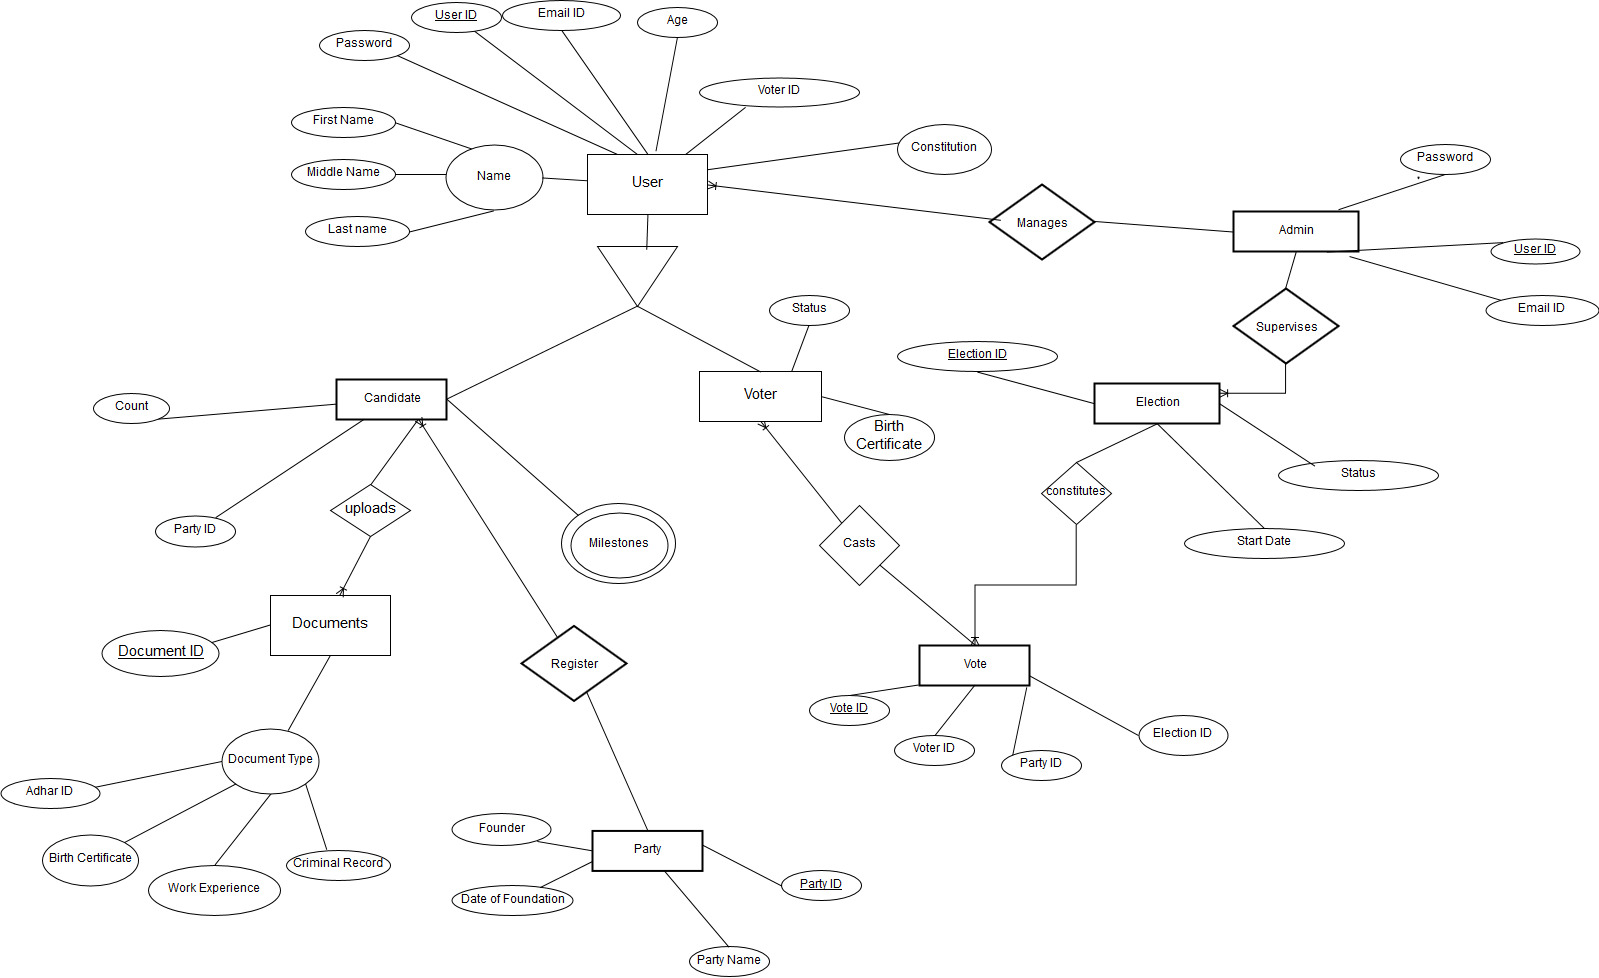 User ID
Email ID
Age
Password
Voter ID
First Name
Constitution
Password
Middle Name
Name
User
Last name
Manages
Admin
User ID
Status
Email ID
Supervises
Election ID
Count
Candidate
Voter
Election
Birth
Certificate
Status
uploads
constitutes
Party ID
Milestones
Casts
Start Date
Documents
Document ID
Register
Vote
Vote ID
Voter ID
Party ID
Election ID
Document Type
Adhar ID
Birth Certificate
Work Experience
Criminal Record
Founder
Party
Date of Foundation
Party ID
Party Name